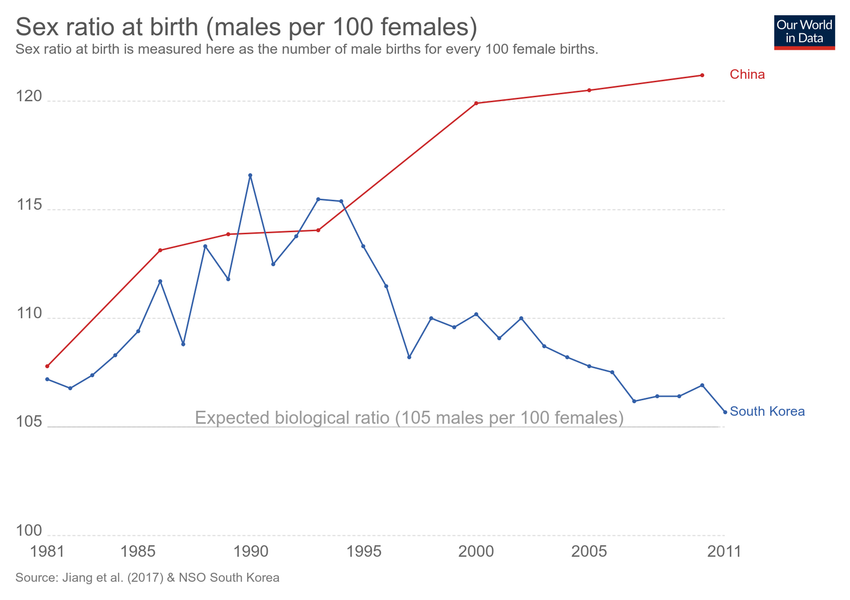 Sex ratio at birth (males per 100 females)
Sex ratio at birth is measured here as the number of male births for every 100 female births.
Our World
in Data
China
120
115
110
Expected biological ratio (105 males per 100 females)
South Korea
105
100
1981 1985 1990 1995 2000 2005 2011
Source: Jiang et al. (2017) & NSO South Korea